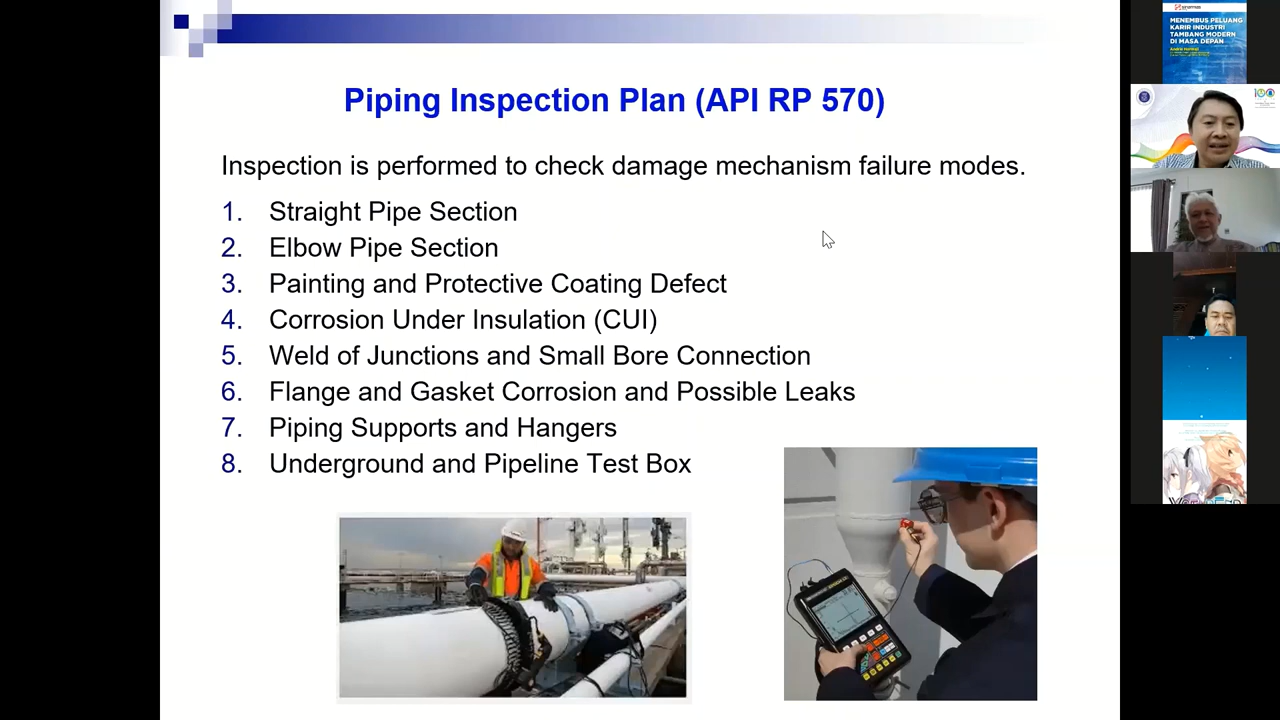 Piping Inspection Plan (API RP 570)
Inspection is performed to check damage mechanism failure modes.
1. Straight Pipe Section
2. Elbow Pipe Section
3. Painting and Protective Coating Defect
4. Corrosion Under Insulation (CUI)
5. Weld of Junctions and Small Bore Connection
6. Flange and Gasket Corrosion and Possible Leaks
7. Piping Supports and Hangers
8. Underground and Pipeline Test Box
MENEMBUS PELUANG
KARIR INDUSTRI
TAMBANG MODERN
DI MASA DEPAN